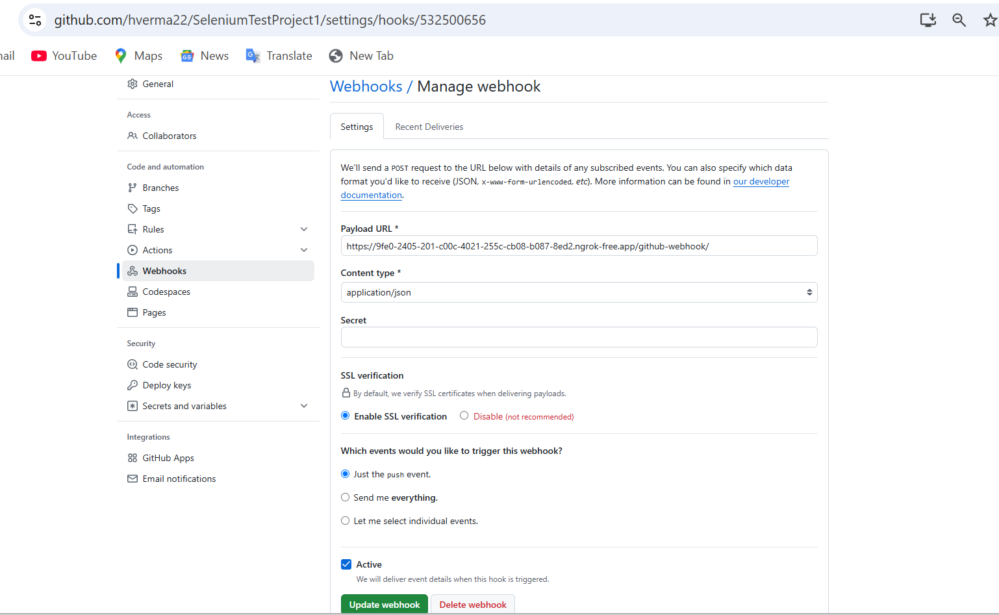 github.com/hverma22/SeleniumTestProject1/settings/hooks/532500656
ail YouTube Maps News Translate New Tab
General
Access
Collaborators
Code and automation
Branches
Tags
Rules
Actions
Webhooks
Codespaces
Pages
Security
Code security
Deploy keys
Secrets and variables
Integrations
GitHub Apps
Email notifications
Webhooks / Manage webhook
Settings Recent Deliveries
We'll send a POST request to the URL below with details of any subscribed events. You can also specify which data
format you'd like to receive (JSON, x-www-form-urlencoded, etc). More information can be found in our developer
documentation.
Payload URL *
https://9fe0-2405-201-c00c-4021-255c-cb08-b087-8ed2.ngrok-free.app/github-webhook/
Content type *
application/json
Secret
SSL verification
By default, we verify SSL certificates when delivering payloads.
Enable SSL verification Disable (not recommended)
Which events would you like to trigger this webhook?
Just the push event.
Send me everything.
Let me select individual events.
Active
We will deliver event details when this hook is triggered.
Update webhook Delete webhook